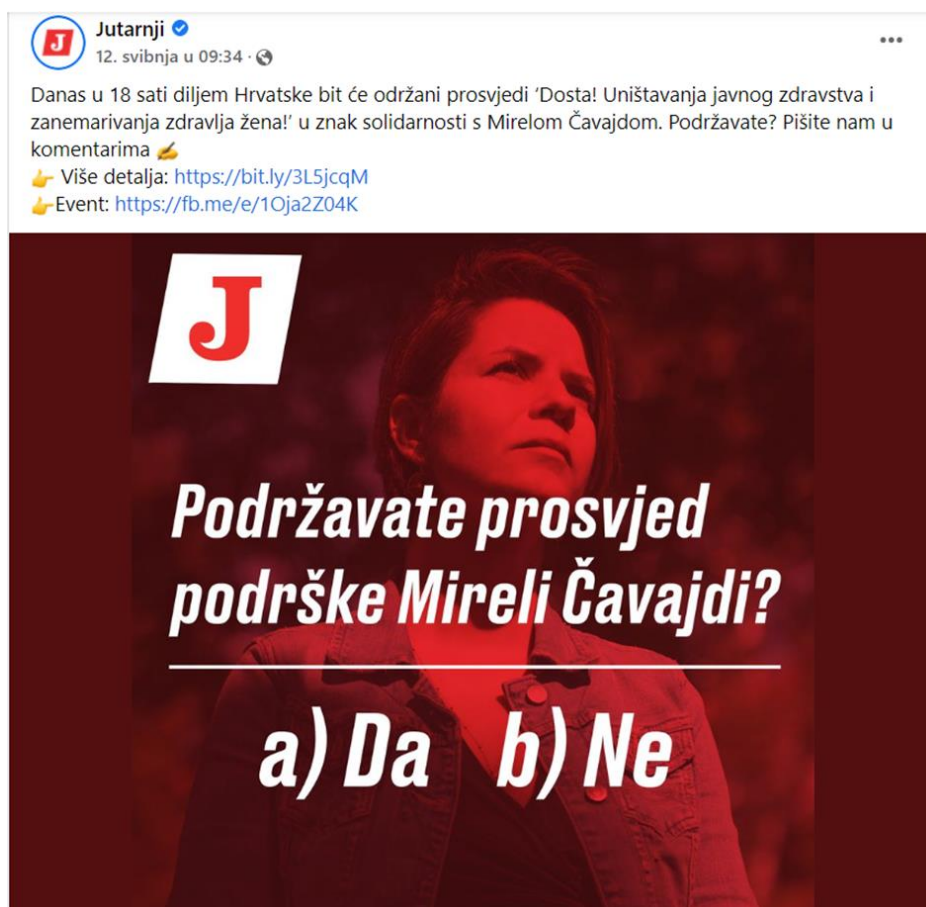 J
Jutarnji
12. svibnja u 09:34 ·
Danas u 18 sati diljem Hrvatske bit će održani prosvjedi ‘Dosta! Uništavanja javnog zdravstva i
zanemarivanja zdravlja žena!’ u znak solidarnosti s Mirelom Čavajdom. Podržavate? Pišite nam u
komentarima ✍️
👉 Više detalja: https://bit.ly/3L5jcqM
👉Event: https://fb.me/e/1Oja2Z04K
J
Podržavate prosvjed
podrške Mireli Čavajdi?
a) Da b) Ne